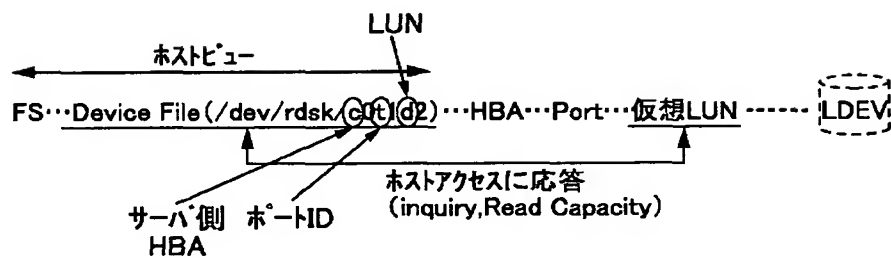 LUN
ホストビュー
FS…Device File(/dev/rdsk/c0t1d2)…HBA…Port…仮想LUN------LDEV
ホストアクセスに応答
(inquiry,Read Capacity)
サーバ側
HBA
ポートID